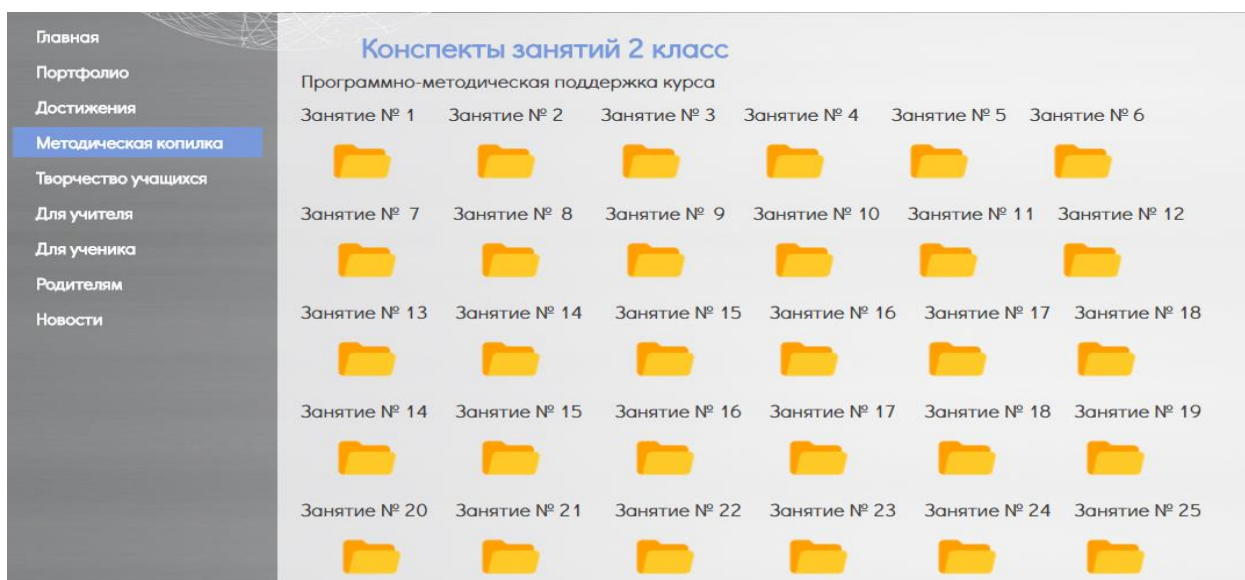 Главная
Портфолио
Достижения
Методическая копилка
Творчество учащихся
Для учителя
Для ученика
Родителям
Новости
Конспекты занятий 2 класс
Программно-методическая поддержка курса
Занятие № 1 Занятие № 2 Занятие № 3 Занятие № 4 Занятие № 5 Занятие № 6
Занятие № 7 Занятие № 8 Занятие № 9 Занятие № 10 Занятие № 11 Занятие № 12
Занятие № 13 Занятие № 14 Занятие № 15 Занятие № 16 Занятие № 17 Занятие № 18
Занятие № 14 Занятие № 15 Занятие № 16 Занятие № 17 Занятие № 18 Занятие № 19
Занятие № 20 Занятие № 21 Занятие № 22 Занятие № 23 Занятие № 24 Занятие № 25